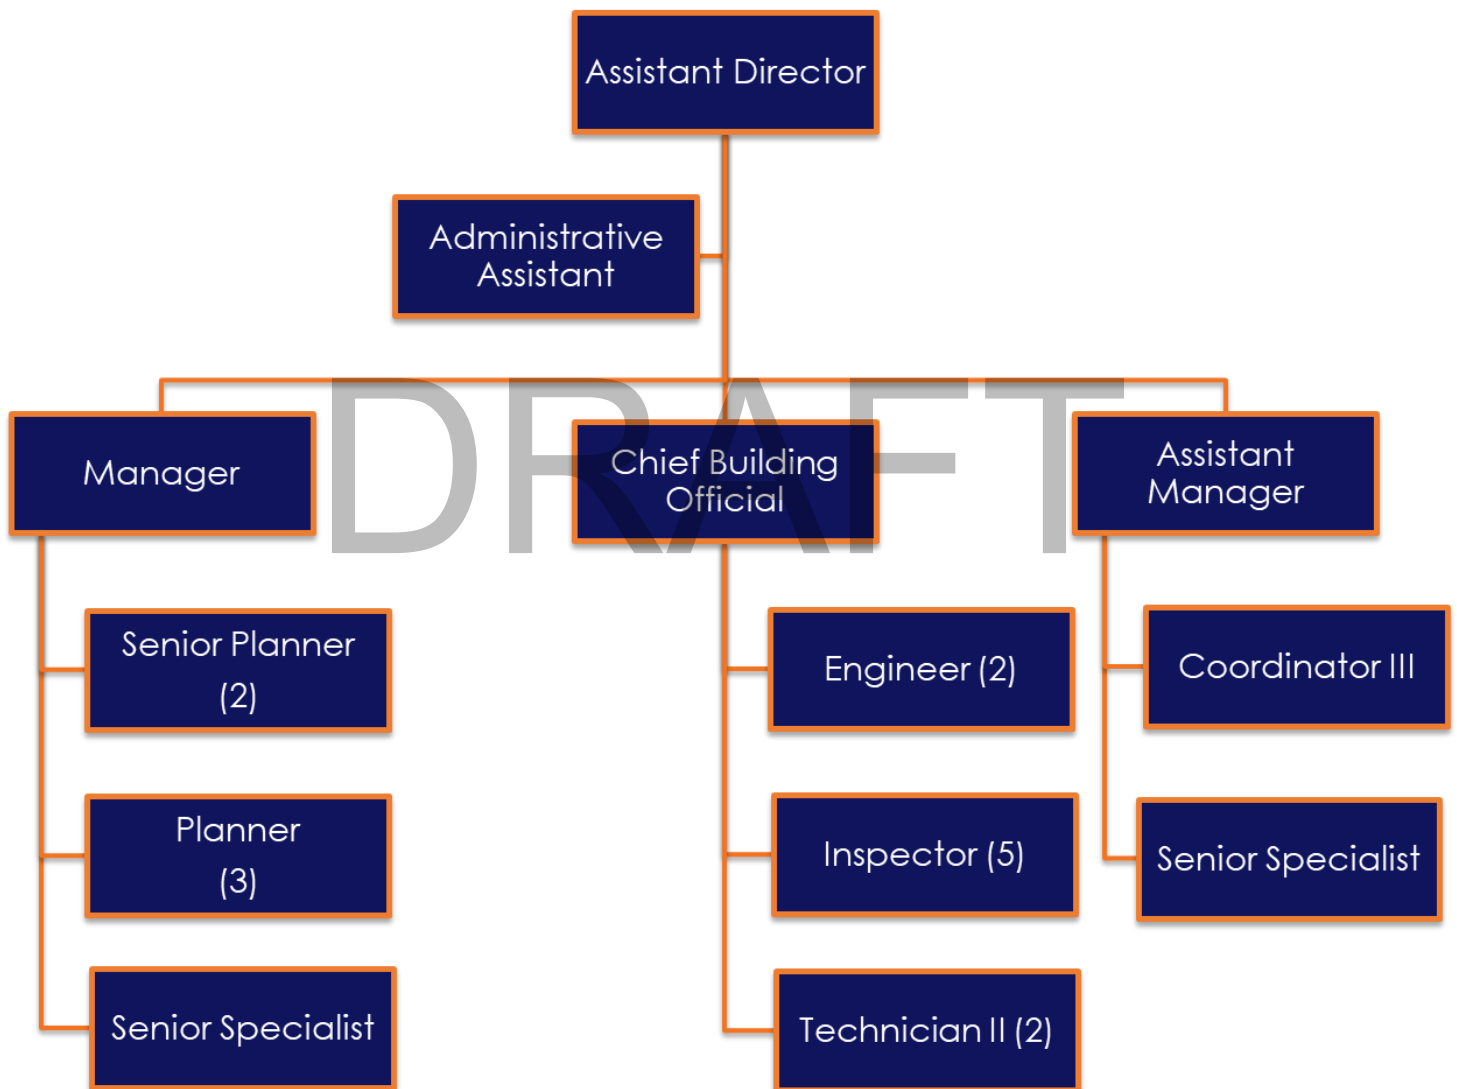 Assistant Director
Administrative
Assistant
DRAFT
Manager
Chief Building
Official
Assistant
Manager
Senior Planner
(2)
Engineer (2)
Coordinator III
Planner
(3)
Inspector (5)
Senior Specialist
Senior Specialist
Technician II (2)